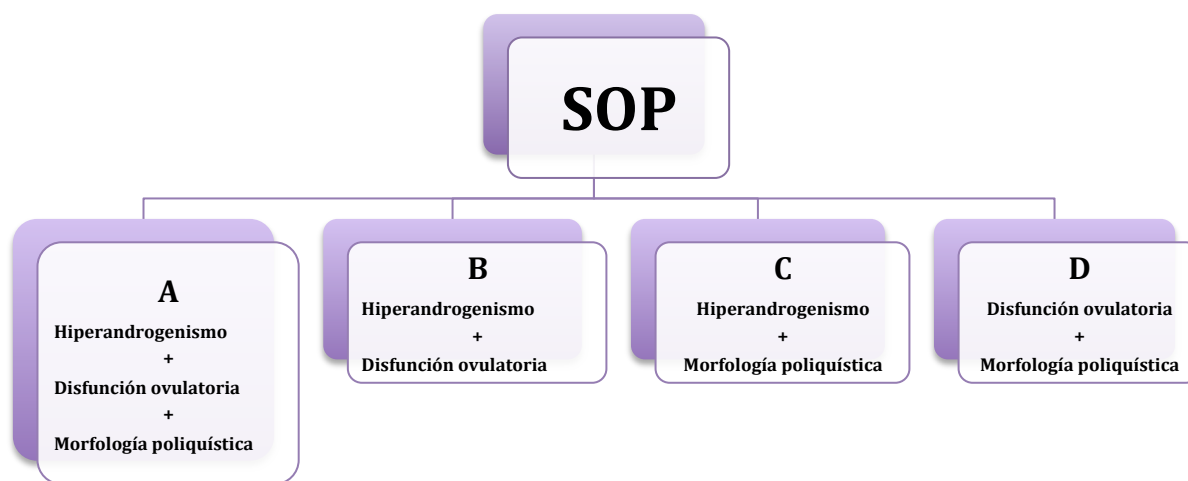 SOP
A
Hiperandrogenismo
+
Disfunción ovulatoria
+
Morfología poliquística
B
Hiperandrogenismo
+
Disfunción ovulatoria
C
Hiperandrogenismo
+
Morfología poliquística
D
Disfunción ovulatoria
+
Morfología poliquística